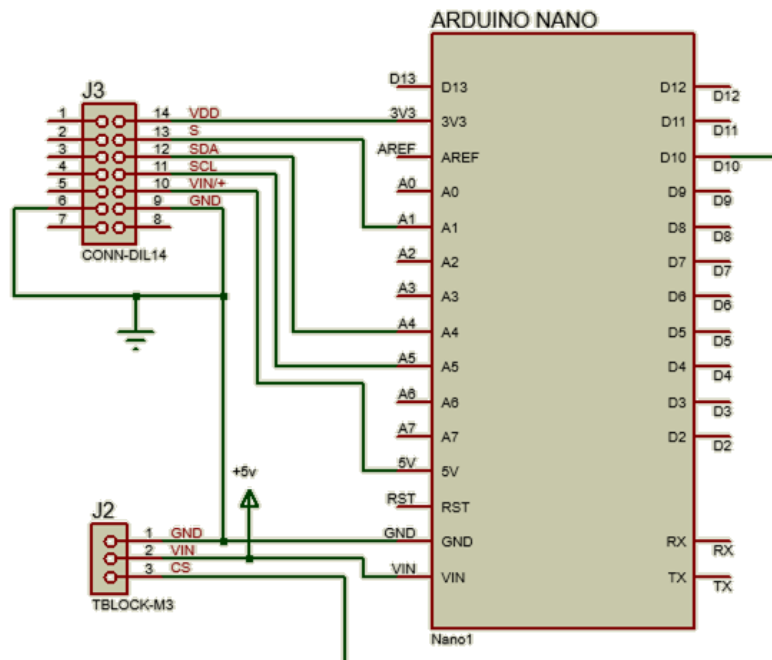 ARDUINO NANO
J3
1 14 VDD
2 13 S
3 12 SDA
4 11 SCL
5 10 VIN/+
6 9 GND
7 8
CONN-DIL14
D13 D13 D12 D12
3V3 3V3 D11 D11
AREF AREF D10 D10
A0 A0 D9 D9
A1 A1 D8 D8
A2 A2 D7 D7
A3 A3 D6 D6
A4 A4 D5 D5
A5 A5 D4 D4
A6 A6 D3 D3
A7 A7 D2 D2
5V 5V
RST RST
GND GND RX RX
VIN VIN TX TX
Nano1
+5v
J2
1 GND
2 VIN
3 CS
TBLOCK-M3